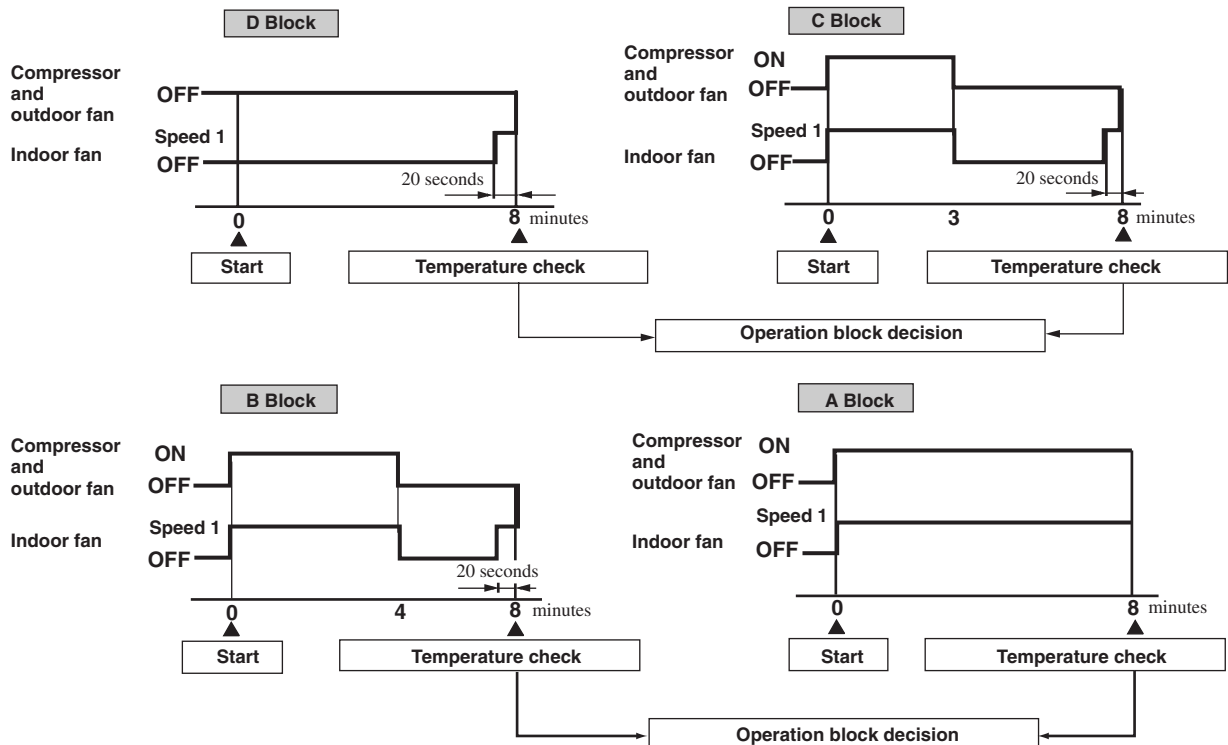 D Block
Compressor
and
outdoor fan
OFF
Speed 1
Indoor fan
OFF
20 seconds
0
8 minutes
Start
Temperature check
C Block
Compressor
and
outdoor fan
ON
OFF
Speed 1
Indoor fan
OFF
20 seconds
0
3
8 minutes
Start
Temperature check
Operation block decision
B Block
Compressor
and
outdoor fan
ON
OFF
Speed 1
Indoor fan
OFF
20 seconds
0
4
8 minutes
Start
Temperature check
A Block
Compressor
and
outdoor fan
ON
OFF
Speed 1
Indoor fan
OFF
0
8 minutes
Start
Temperature check
Operation block decision